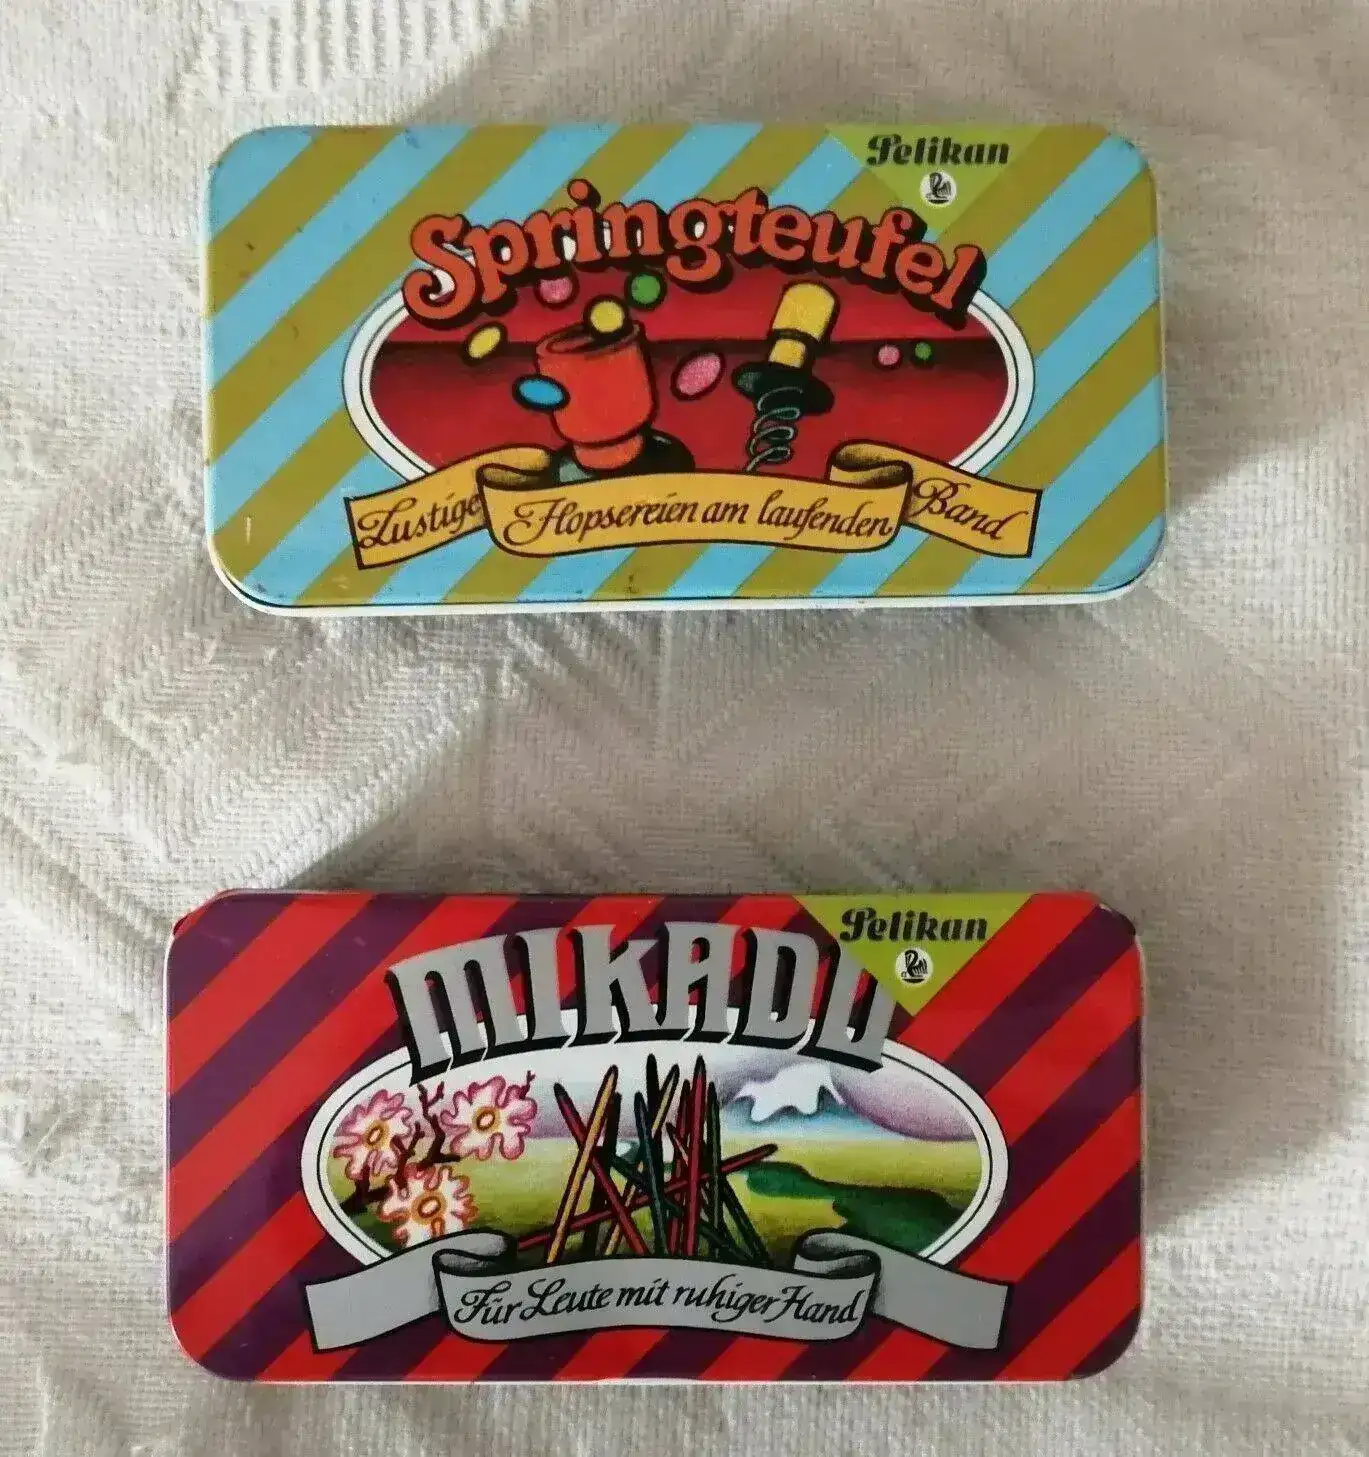 Pelikan
Springteufel
Lustige Hopsereien am laufenden Band
Pelikan
MIKADO
Für Leute mit ruhiger Hand